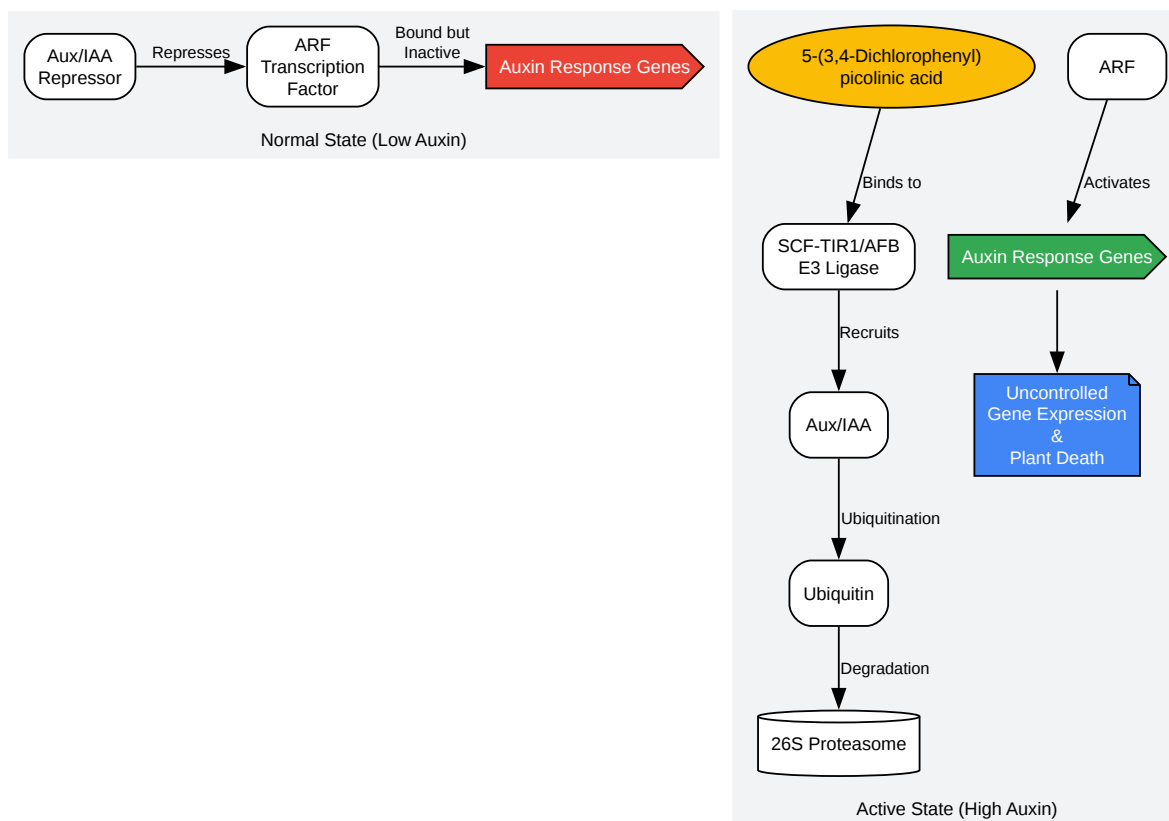 Aux/IAA
Repressor
Represses
ARF
Transcription
Factor
Bound but
Inactive
Auxin Response Genes
Normal State (Low Auxin)
5-(3,4-Dichlorophenyl)
picolinic acid
ARF
Binds to
Activates
SCF-TIR1/AFB
E3 Ligase
Auxin Response Genes
Recruits
Uncontrolled
Gene Expression
&
Plant Death
Aux/IAA
Ubiquitination
Ubiquitin
Degradation
26S Proteasome
Active State (High Auxin)